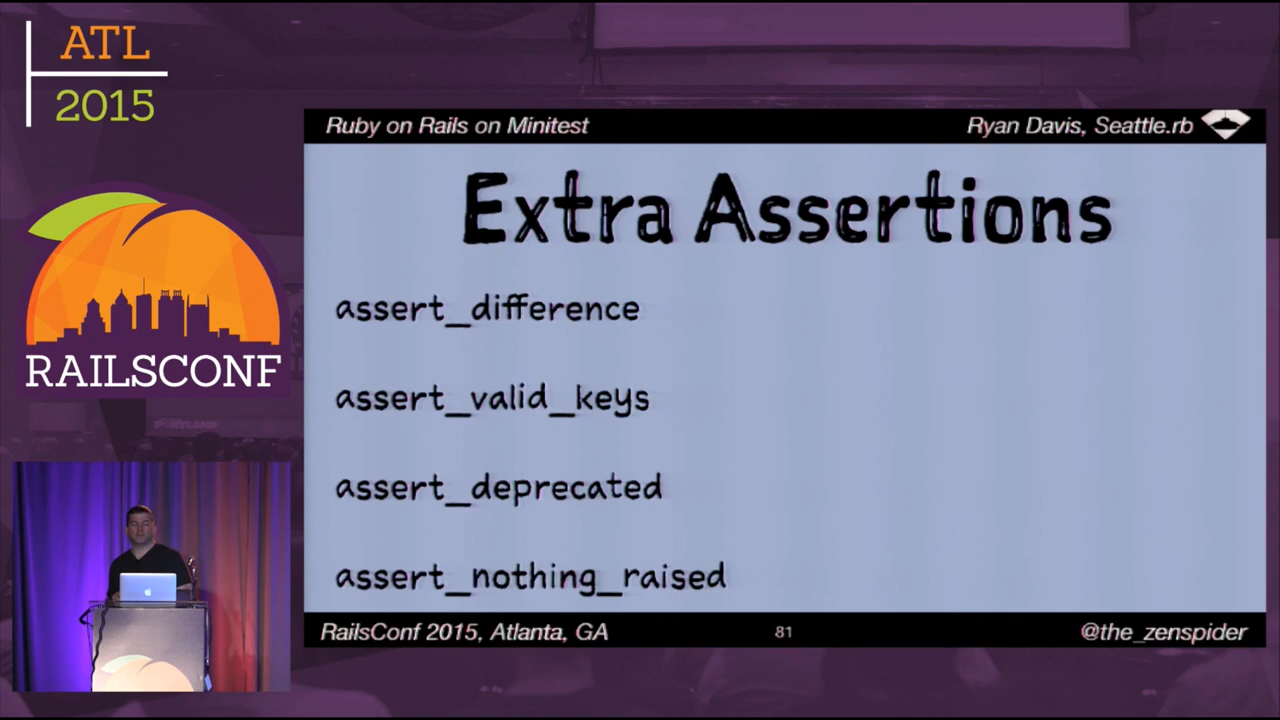 ATL
2015
RAILSCONF
Ruby on Rails on Minitest
Ryan Davis, Seattle.rb
Extra Assertions
assert_difference
assert_valid_keys
assert_deprecated
assert_nothing_raised
RailsConf 2015, Atlanta, GA
81
@the_zenspider